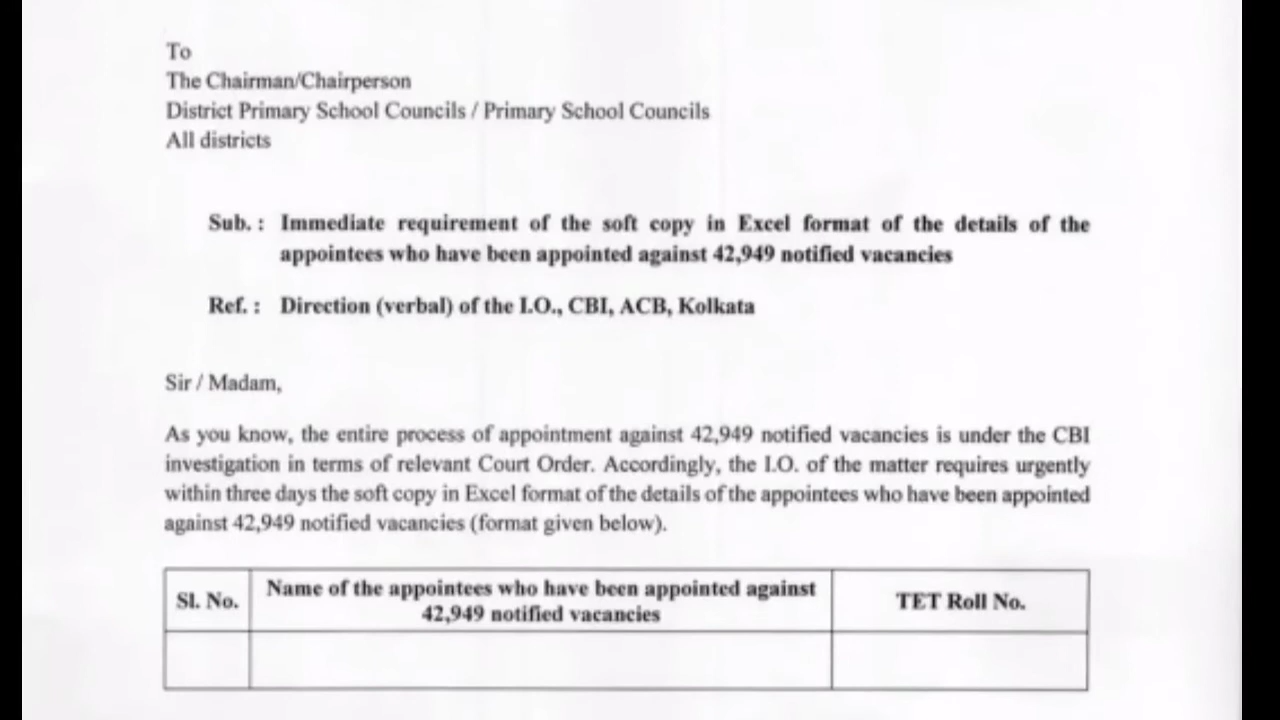 To
The Chairman/Chairperson
District Primary School Councils / Primary School Councils
All districts
Sub. : Immediate requirement of the soft copy in Excel format of the details of the
appointees who have been appointed against 42,949 notified vacancies
Ref. : Direction (verbal) of the I.O., CBI, ACB, Kolkata
Sir / Madam,
As you know, the entire process of appointment against 42,949 notified vacancies is under the CBI
investigation in terms of relevant Court Order. Accordingly, the I.O. of the matter requires urgently
within three days the soft copy in Excel format of the details of the appointees who have been appointed
against 42,949 notified vacancies (format given below).
Sl. No.
Name of the appointees who have been appointed against
42,949 notified vacancies
TET Roll No.